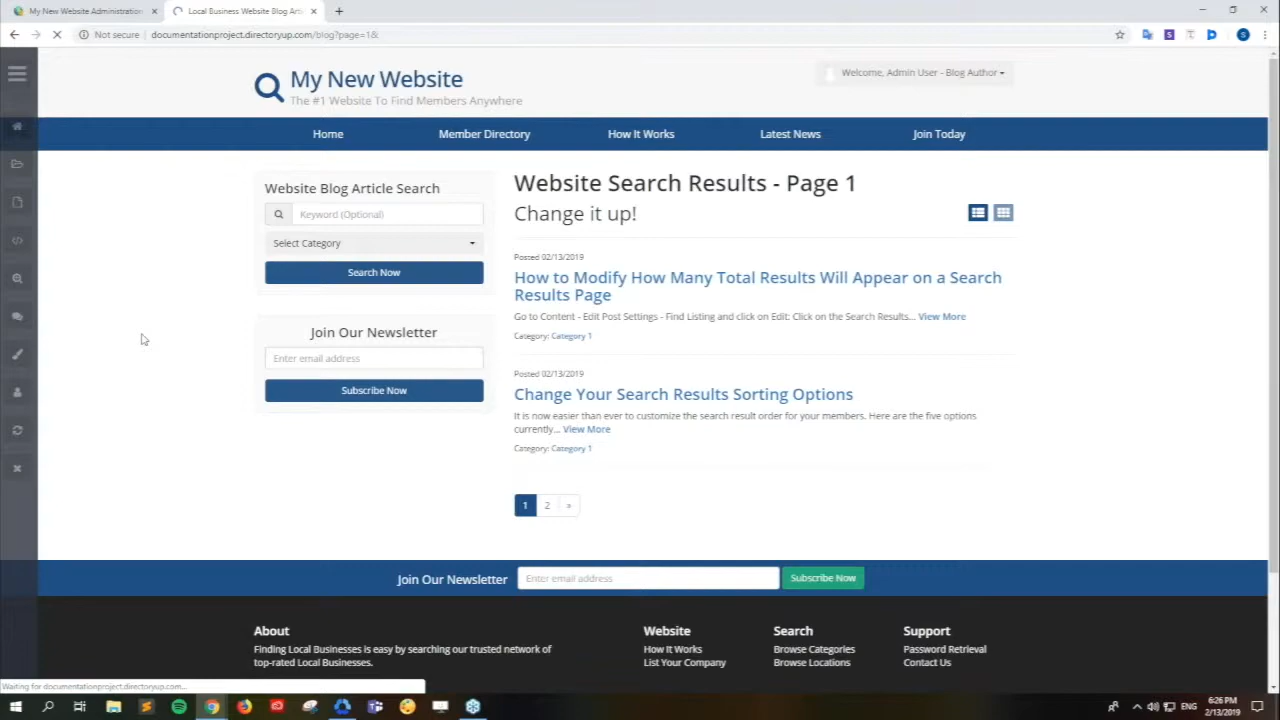 My New Website Administration
Local Business Website Blog Arti
Not secure
documentationproject.directoryup.com/blog?page=1&
My New Website
The #1 Website To Find Members Anywhere
Welcome, Admin User - Blog Author
Home
Member Directory
How It Works
Latest News
Join Today
Website Blog Article Search
Keyword (Optional)
Select Category
Search Now
Join Our Newsletter
Enter email address
Subscribe Now
Website Search Results - Page 1
Change it up!
Posted 02/13/2019
How to Modify How Many Total Results Will Appear on a Search
Results Page
Go to Content - Edit Post Settings - Find Listing and click on Edit: Click on the Search Results... View More
Category: Category 1
Posted 02/13/2019
Change Your Search Results Sorting Options
It is now easier than ever to customize the search result order for your members. Here are the five options
currently... View More
Category: Category 1
1 2 »
Join Our Newsletter
Enter email address
Subscribe Now
About
Finding Local Businesses is easy by searching our trusted network of
top-rated Local Businesses.
Website
How It Works
List Your Company
Search
Browse Categories
Browse Locations
Support
Password Retrieval
Contact Us
Waiting for documentationproject.directoryup.com...
ENG
6:26 PM
2/13/2019